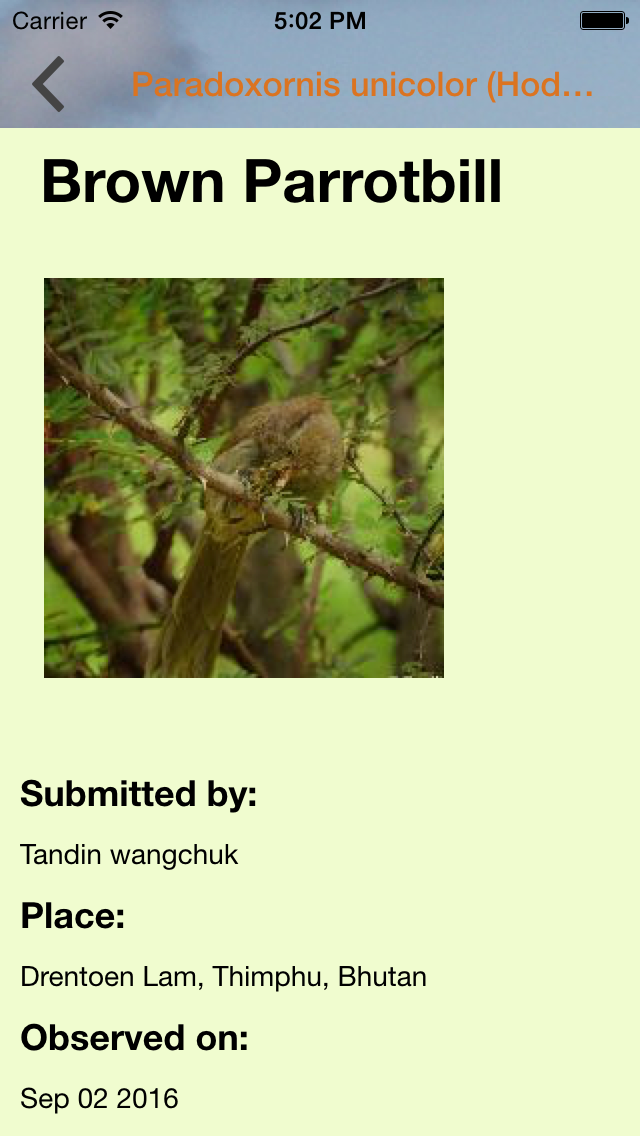 Carrier 5:02 PM
Paradoxornis unicolor (Hod...
Brown Parrotbill
Submitted by:
Tandin wangchuk
Place:
Drentoen Lam, Thimphu, Bhutan
Observed on:
Sep 02 2016